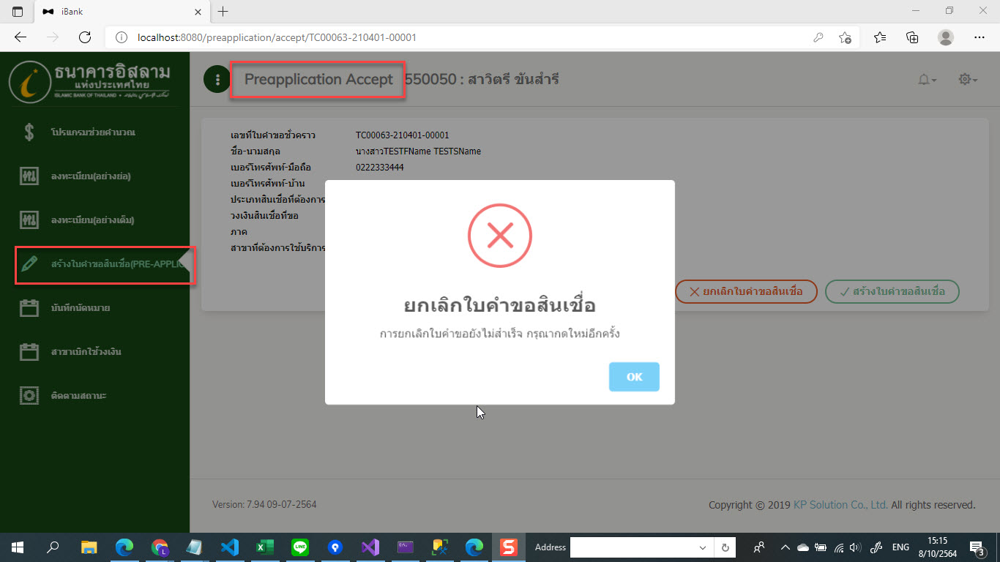 iBank
localhost:8080/preapplication/accept/TC00063-210401-00001
ธนาคารอิสลาม
แห่งประเทศไทย
ISLAMIC BANK OF THAILAND
Preapplication Accept 550050 : สาวิตรี ขันสำรี
โปรแกรมช่วยคำนวณ
ลงทะเบียน(อย่างย่อ)
ลงทะเบียน(อย่างเต็ม)
สร้างใบคำขอสินเชื่อ(PRE-APPLIC
บันทึกนัดหมาย
สาขาเบิกใช้วงเงิน
ติดตามสถานะ
เลขที่ใบคำขอชั่วคราว TC00063-210401-00001
ชื่อ-นามสกุล นางสาวTESTFName TESTSName
เบอร์โทรศัพท์-มือถือ 0222333444
เบอร์โทรศัพท์-บ้าน
ประเภทสินเชื่อที่ต้องการ
วงเงินสินเชื่อที่ขอ
ภาค
สาขาที่ต้องการใช้บริการ
ยกเลิกใบคำขอสินเชื่อ สร้างใบคำขอสินเชื่อ
ยกเลิกใบคำขอสินเชื่อ
การยกเลิกใบคำขอยังไม่สำเร็จ กรุณากดใหม่อีกครั้ง
OK
Version: 7.94 09-07-2564
Copyright © 2019 KP Solution Co., Ltd. All rights reserved.
Address
ENG
15:15
8/10/2564
3